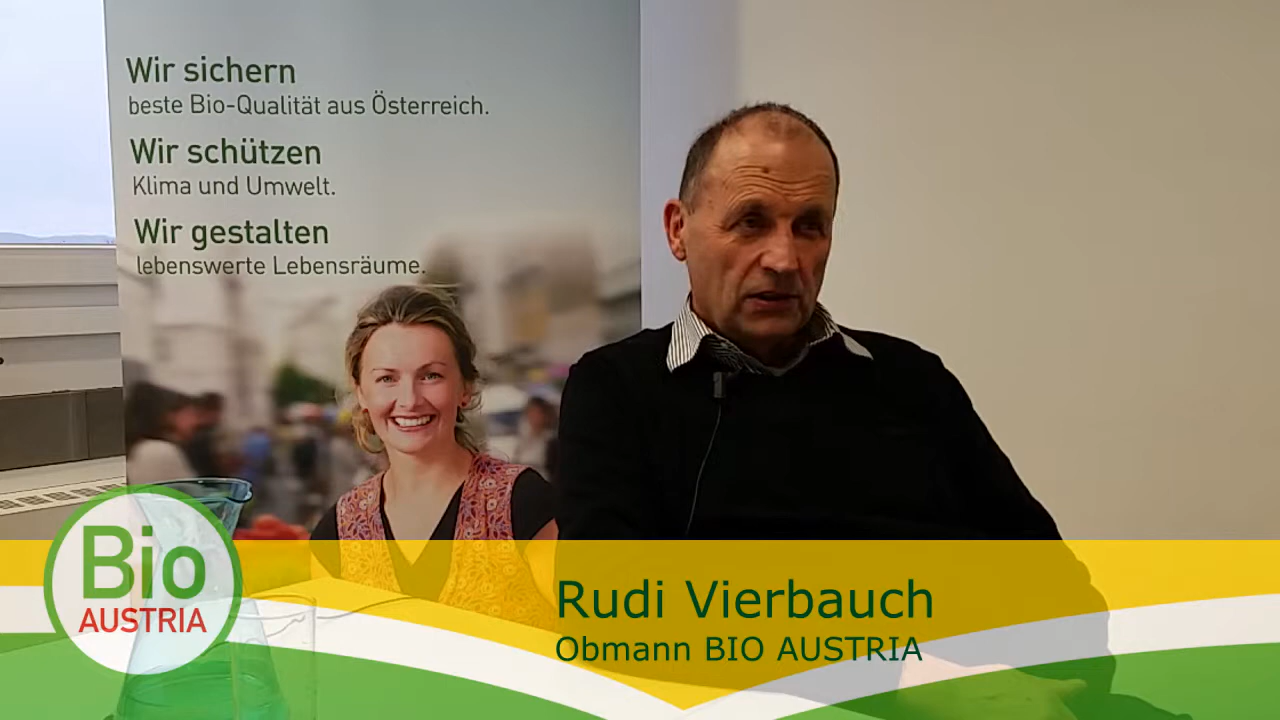 Wir sichern
beste Bio-Qualität aus Österreich.
Wir schützen
Klima und Umwelt.
Wir gestalten
lebenswerte Lebensräume.
Bio
AUSTRIA
Rudi Vierbauch
Obmann BIO AUSTRIA